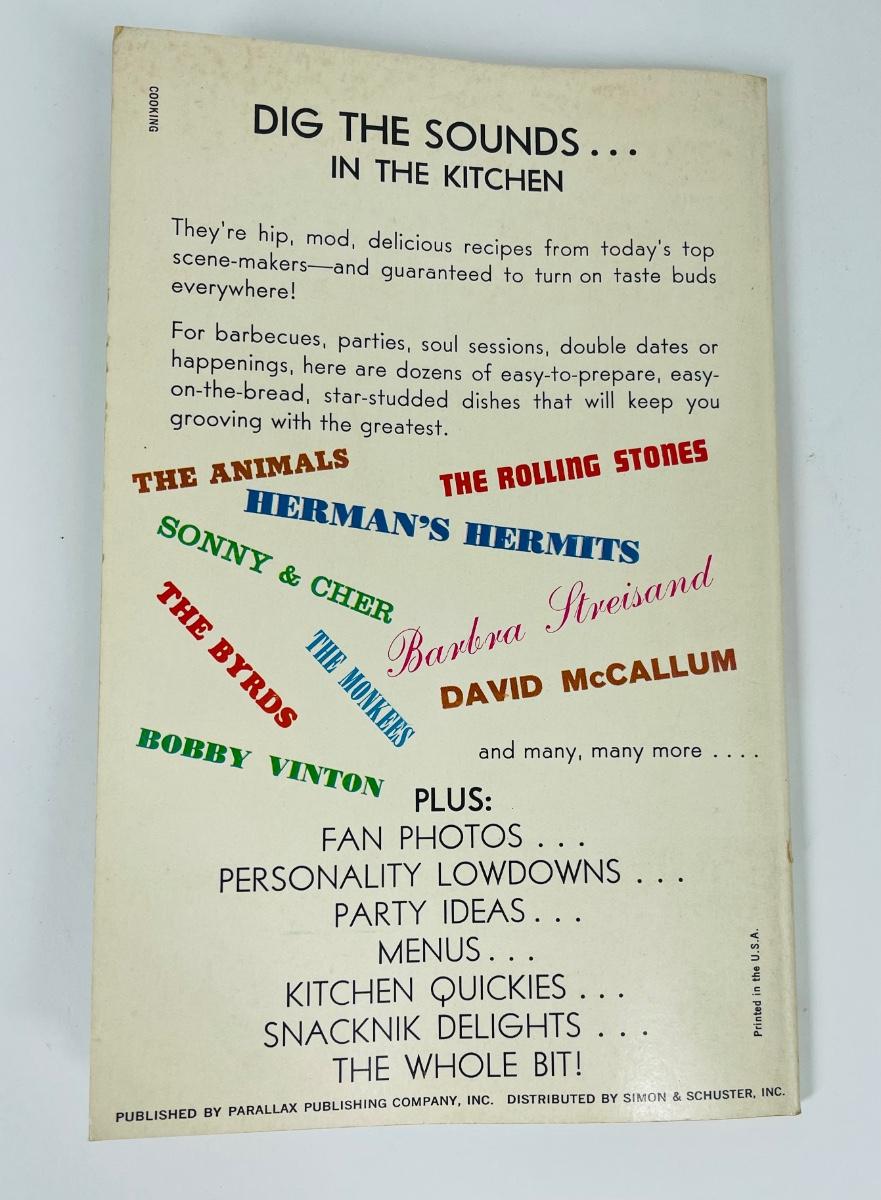 COOKING
DIG THE SOUNDS...
IN THE KITCHEN
They're hip, mod, delicious recipes from today's top
scene-makers—and guaranteed to turn on taste buds
everywhere!
For barbecues, parties, soul sessions, double dates or
happenings, here are dozens of easy-to-prepare, easy-
on-the-bread, star-studded dishes that will keep you
grooving with the greatest.
THE ANIMALS
THE ROLLING STONES
HERMAN'S HERMITS
SONNY & CHER
Barbra Streisand
THE BYRDS
THE MONKEES
DAVID McCALLUM
BOBBY VINTON
and many, many more ....
PLUS:
FAN PHOTOS ...
PERSONALITY LOWDOWNS ...
PARTY IDEAS...
MENUS...
KITCHEN QUICKIES ...
SNACKNIK DELIGHTS ...
THE WHOLE BIT!
Printed in the U.S.A.
PUBLISHED BY PARALLAX PUBLISHING COMPANY, INC. DISTRIBUTED BY SIMON & SCHUSTER, INC.